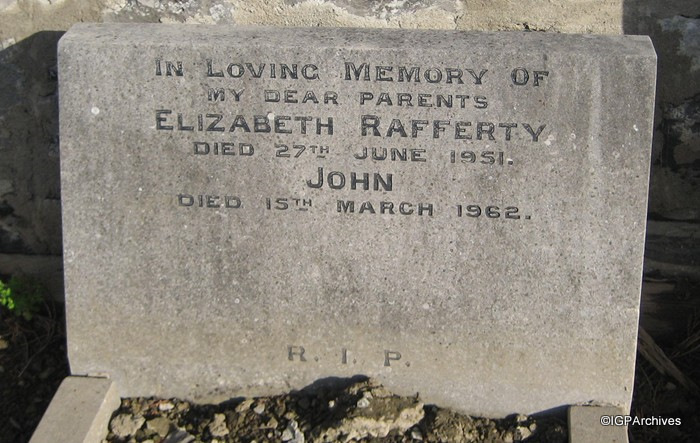 In Loving Memory Of
my dear parents
Elizabeth Rafferty
died 27TH June 1951.
John
died 15TH March 1962.
R. I. P.
©IGPArchives